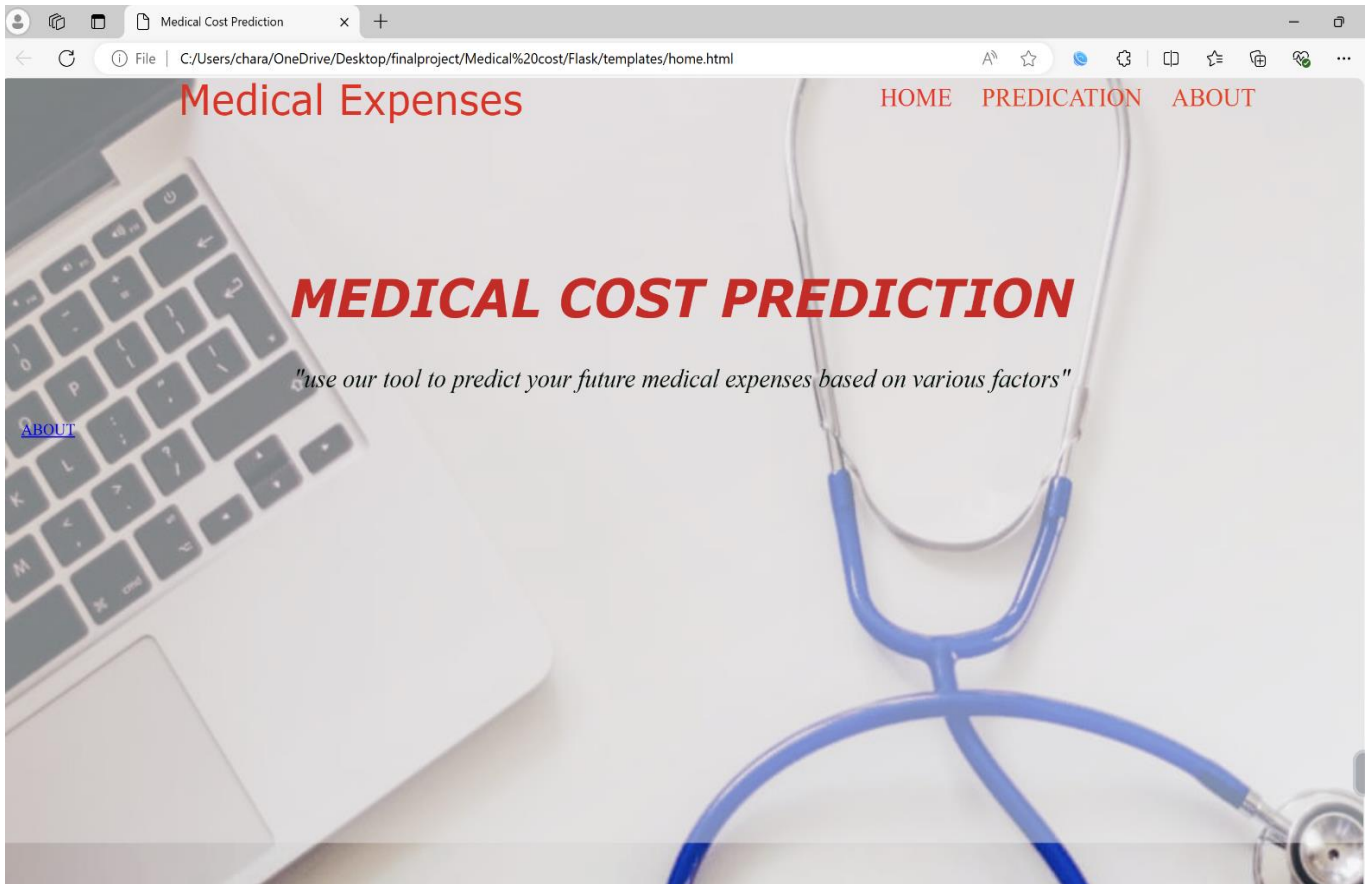 Medical Cost Prediction
File C:/Users/chara/OneDrive/Desktop/finalproject/Medical%20cost/Flask/templates/home.html
Medical Expenses HOME PREDICATION ABOUT
MEDICAL COST PREDICTION
"use our tool to predict your future medical expenses based on various factors"
ABOUT